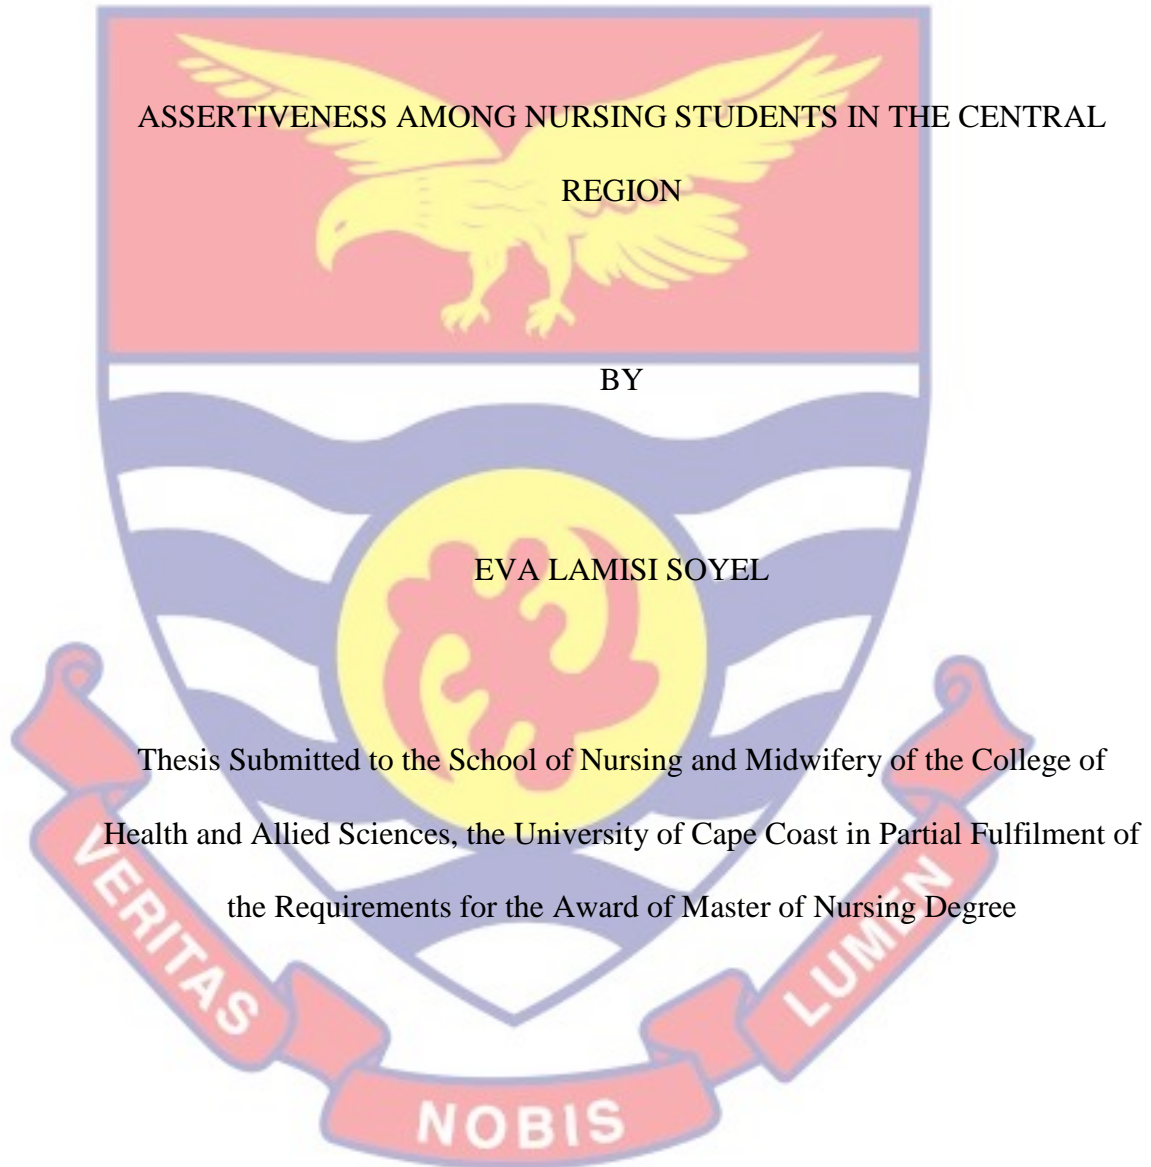 ASSERTIVENESS AMONG NURSING STUDENTS IN THE CENTRAL
REGION
BY
EVA LAMISI SOYEL
Thesis Submitted to the School of Nursing and Midwifery of the College of
Health and Allied Sciences, the University of Cape Coast in Partial Fulfilment of
the Requirements for the Award of Master of Nursing Degree
VERITAS
NOBIS
LUMEN